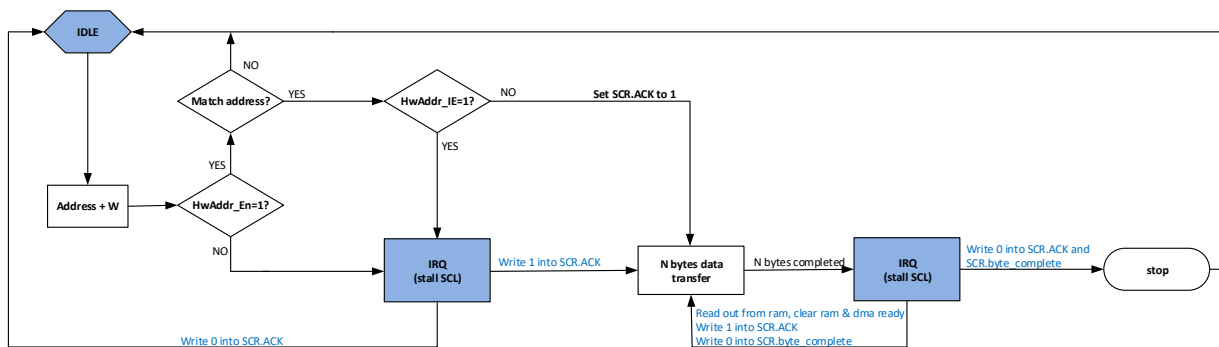 IDLE
NO
Match address?
YES
HwAddr_IE=1?
NO
Set SCR.ACK to 1
YES
YES
Address + W
HwAddr_En=1?
NO
IRQ
(stall SCL)
Write 1 into SCR.ACK
N bytes data
transfer
N bytes completed
IRQ
(stall SCL)
Write 0 into SCR.ACK and
SCR.byte_complete
stop
Write 0 into SCR.ACK
Read out from ram, clear ram & dma ready
Write 1 into SCR.ACK
Write 0 into SCR.byte_complete